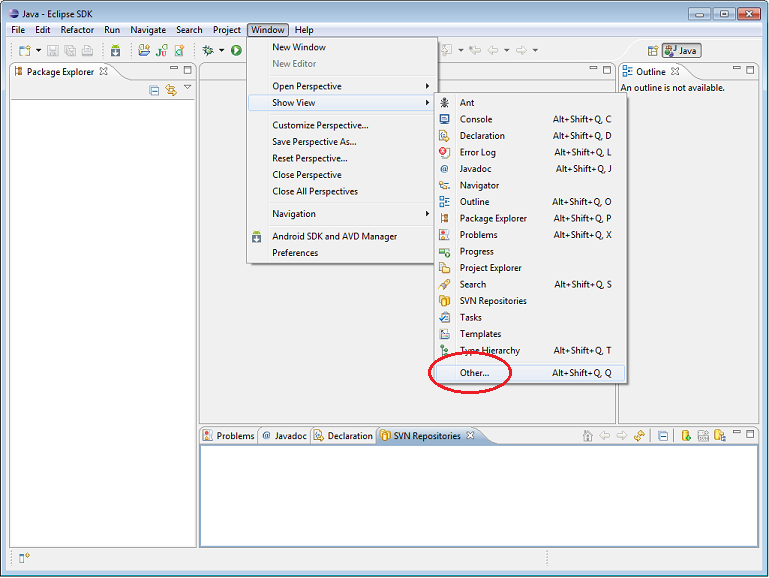 Java - Eclipse SDK
File Edit Refactor Run Navigate Search Project Window Help
Java
Package Explorer
Outline
An outline is not available.
New Window
New Editor
Open Perspective
Show View
Customize Perspective...
Save Perspective As...
Reset Perspective...
Close Perspective
Close All Perspectives
Navigation
Android SDK and AVD Manager
Preferences
Ant
Console Alt+Shift+Q, C
Declaration Alt+Shift+Q, D
Error Log Alt+Shift+Q, L
Javadoc Alt+Shift+Q, J
Navigator
Outline Alt+Shift+Q, O
Package Explorer Alt+Shift+Q, P
Problems Alt+Shift+Q, X
Progress
Project Explorer
Search Alt+Shift+Q, S
SVN Repositories
Tasks
Templates
Type Hierarchy Alt+Shift+Q, T
Other... Alt+Shift+Q, Q
Problems Javadoc Declaration SVN Repositories